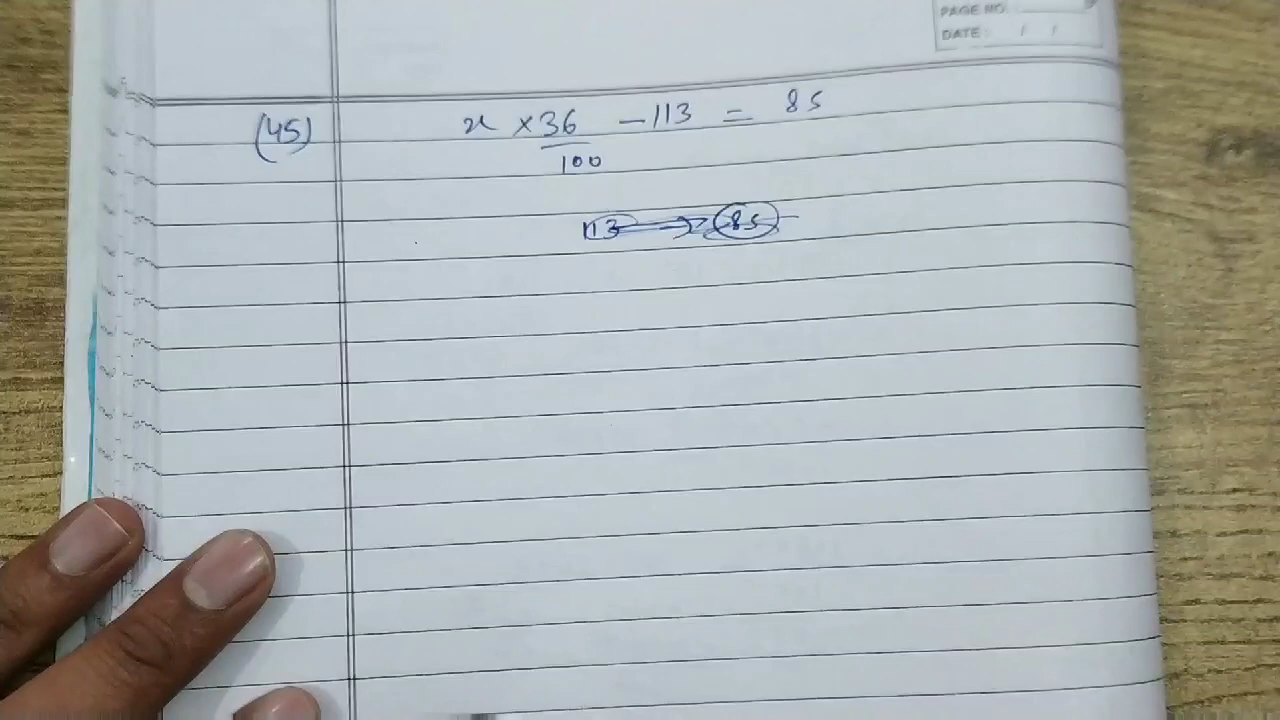 PAGE NO
DATE : / /
(45) x × 36/100 - 113 = 85
113 → 85